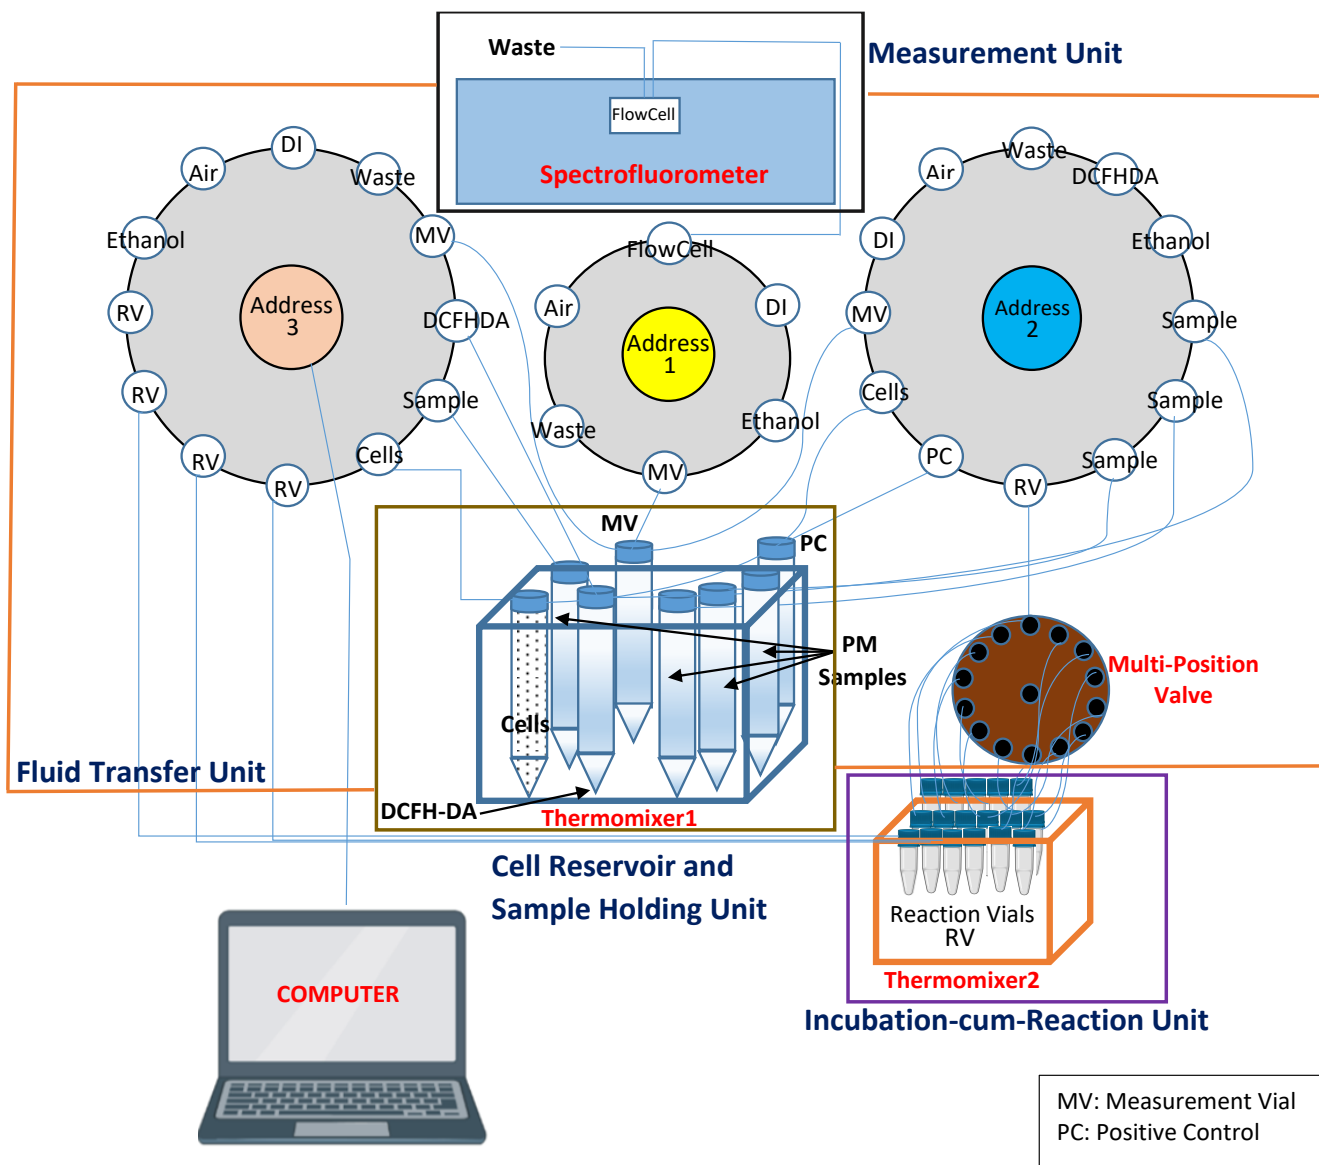 Waste
Measurement Unit
FlowCell
Spectrofluorometer
DI
Air
Waste
Ethanol
MV
RV
Address
3
DCFHDA
RV
Sample
RV
Cells
RV
FlowCell
Air
DI
Address
1
Waste
Ethanol
MV
Waste
Air
DCFHDA
DI
Ethanol
MV
Address
2
Sample
Cells
Sample
PC
Sample
RV
MV
PC
PM
Samples
Cells
DCFH-DA
Thermomixer1
Fluid Transfer Unit
Multi-Position
Valve
Cell Reservoir and
Sample Holding Unit
Reaction Vials
RV
Thermomixer2
Incubation-cum-Reaction Unit
COMPUTER
MV: Measurement Vial
PC: Positive Control